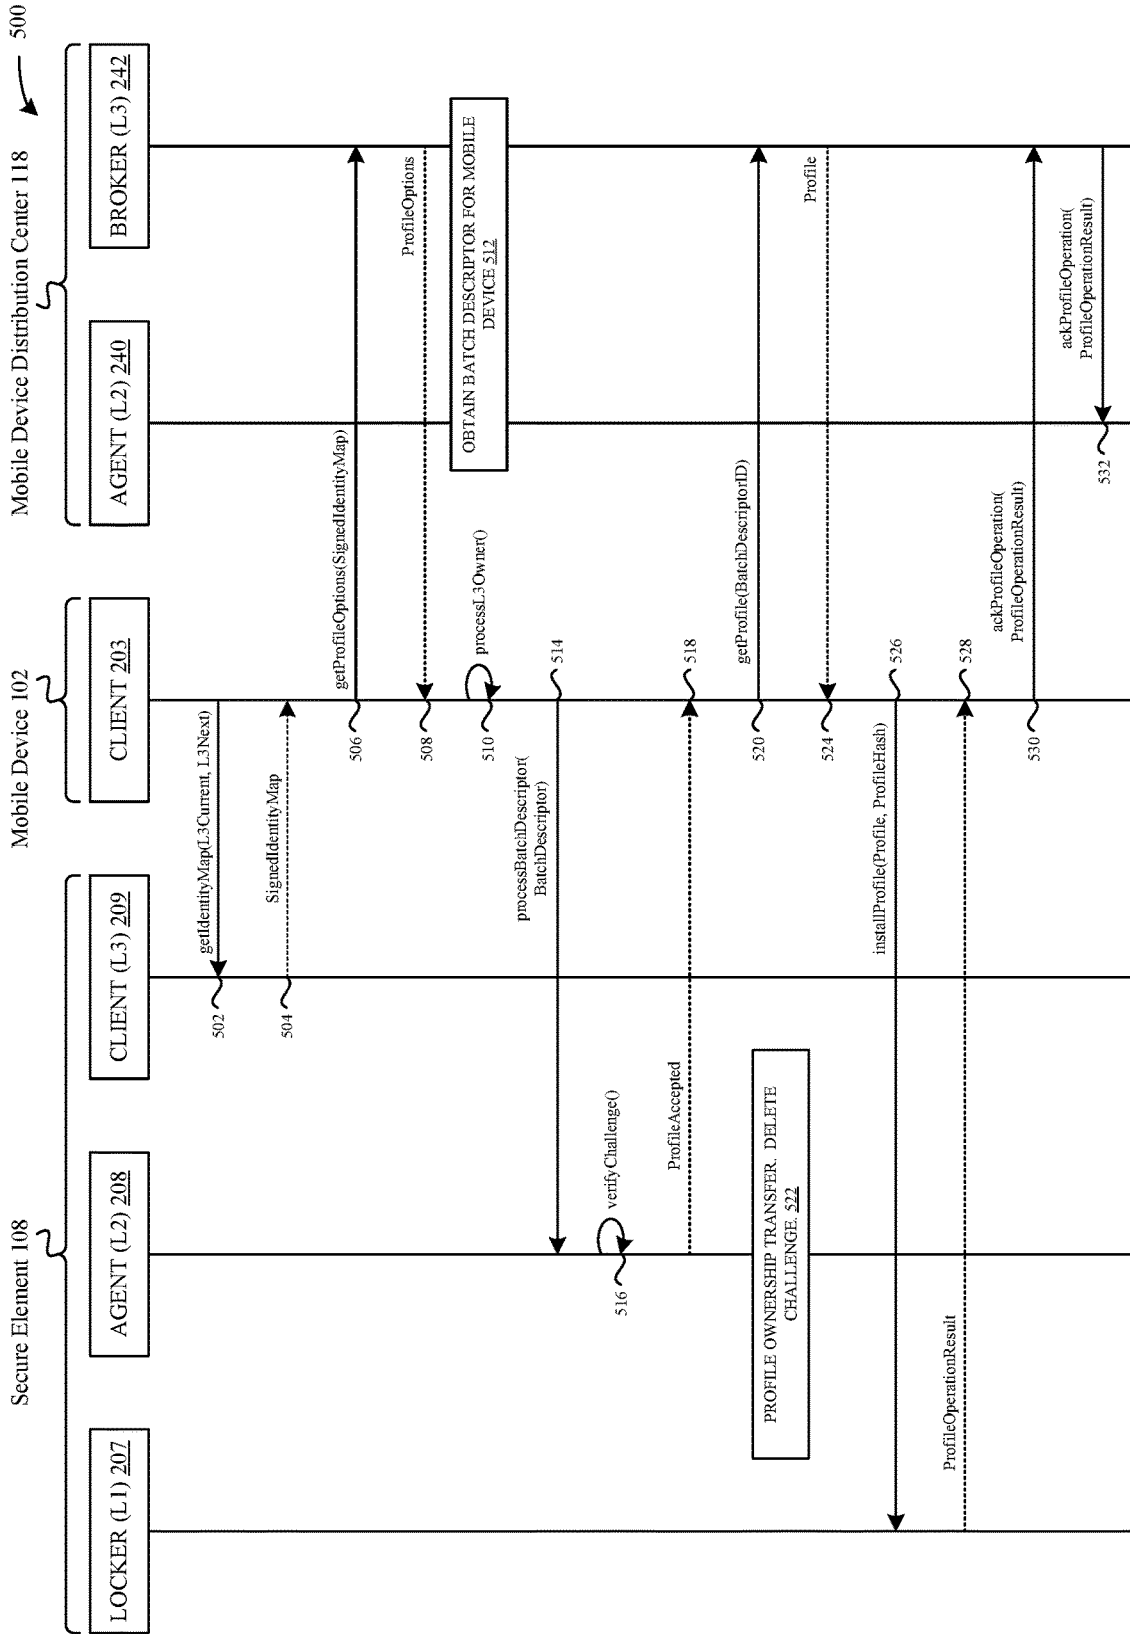 500
Secure Element 108
Mobile Device 102
Mobile Device Distribution Center 118
LOCKER (L1) 207
AGENT (L2) 208
CLIENT (L3) 209
CLIENT 203
AGENT (L2) 240
BROKER (L3) 242
getIdentityMap(L3Current, L3Next)
502
SignedIdentityMap
504
getProfileOptions(SignedIdentityMap)
506
ProfileOptions
508
processL3Owner()
510
OBTAIN BATCH DESCRIPTOR FOR MOBILE
DEVICE 512
processBatchDescriptor(
BatchDescriptor)
514
verifyChallenge()
516
ProfileAccepted
518
getProfile(BatchDescriptorID)
520
PROFILE OWNERSHIP TRANSFER. DELETE
CHALLENGE. 522
Profile
524
installProfile(Profile, ProfileHash)
526
ProfileOperationResult
528
ackProfileOperation(
ProfileOperationResult)
530
ackProfileOperation(
ProfileOperationResult)
532